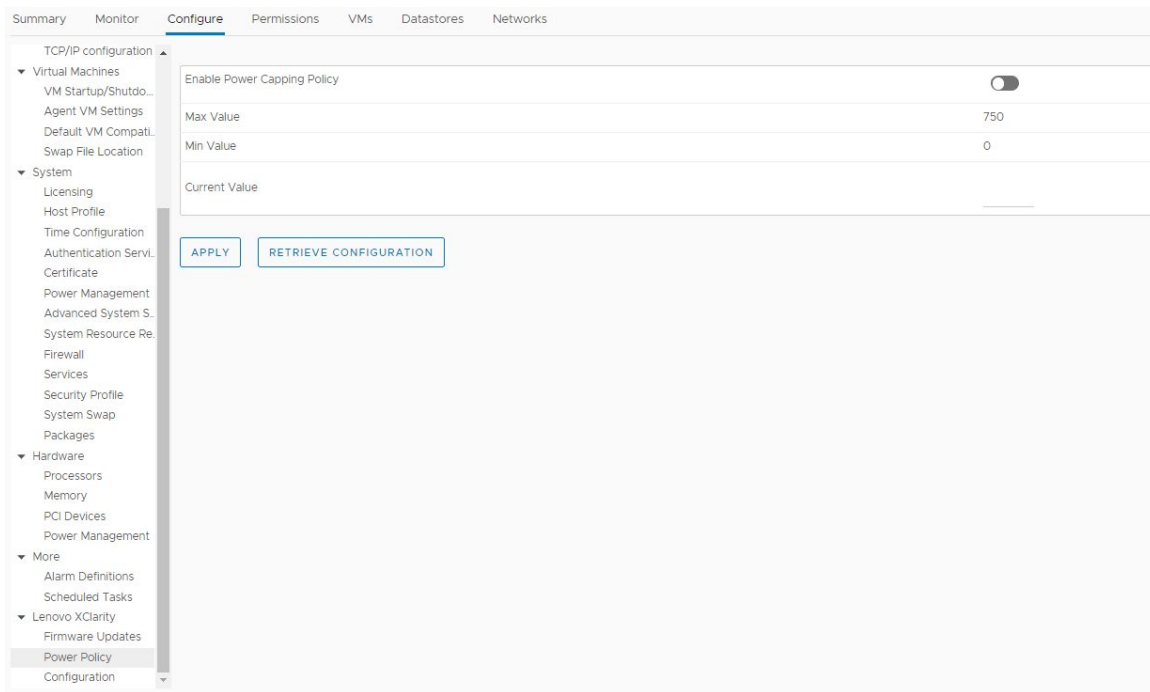 Summary Monitor Configure Permissions VMs Datastores Networks
TCP/IP configuration
Virtual Machines
VM Startup/Shutdo...
Agent VM Settings
Default VM Compati..
Swap File Location
System
Licensing
Host Profile
Time Configuration
Authentication Servi..
Certificate
Power Management
Advanced System S..
System Resource Re.
Firewall
Services
Security Profile
System Swap
Packages
Hardware
Processors
Memory
PCI Devices
Power Management
More
Alarm Definitions
Scheduled Tasks
Lenovo XClarity
Firmware Updates
Power Policy
Configuration
Enable Power Capping Policy
Max Value 750
Min Value 0
Current Value
APPLY RETRIEVE CONFIGURATION